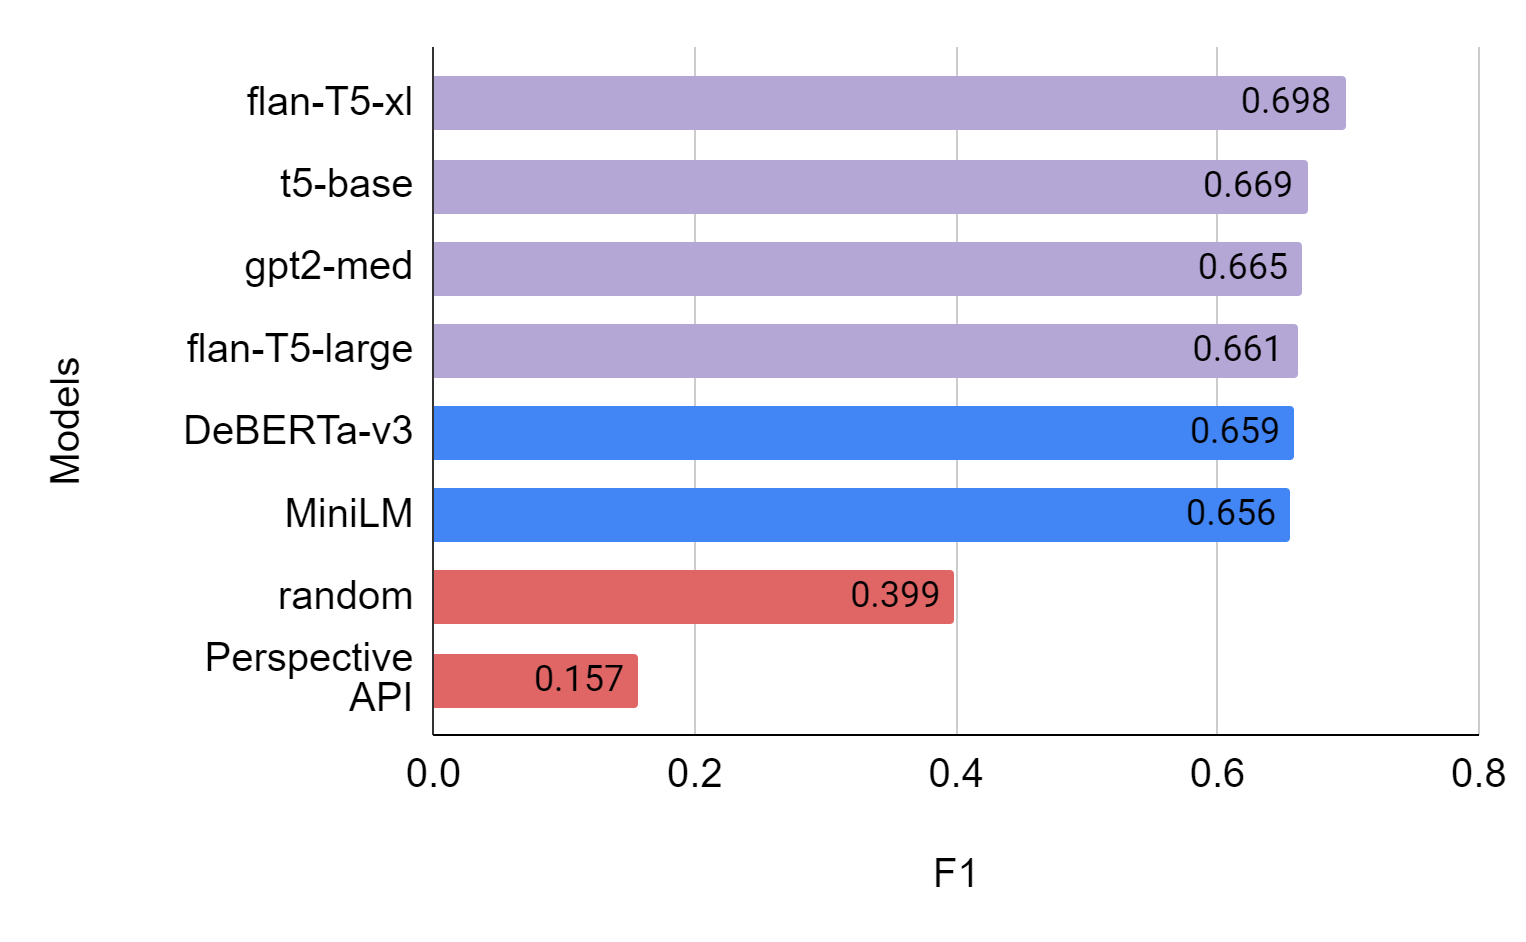 Models
flan-T5-xl
0.698
t5-base
0.669
gpt2-med
0.665
flan-T5-large
0.661
DeBERTa-v3
0.659
MiniLM
0.656
random
0.399
Perspective
API
0.157
0.0 0.2 0.4 0.6 0.8
F1